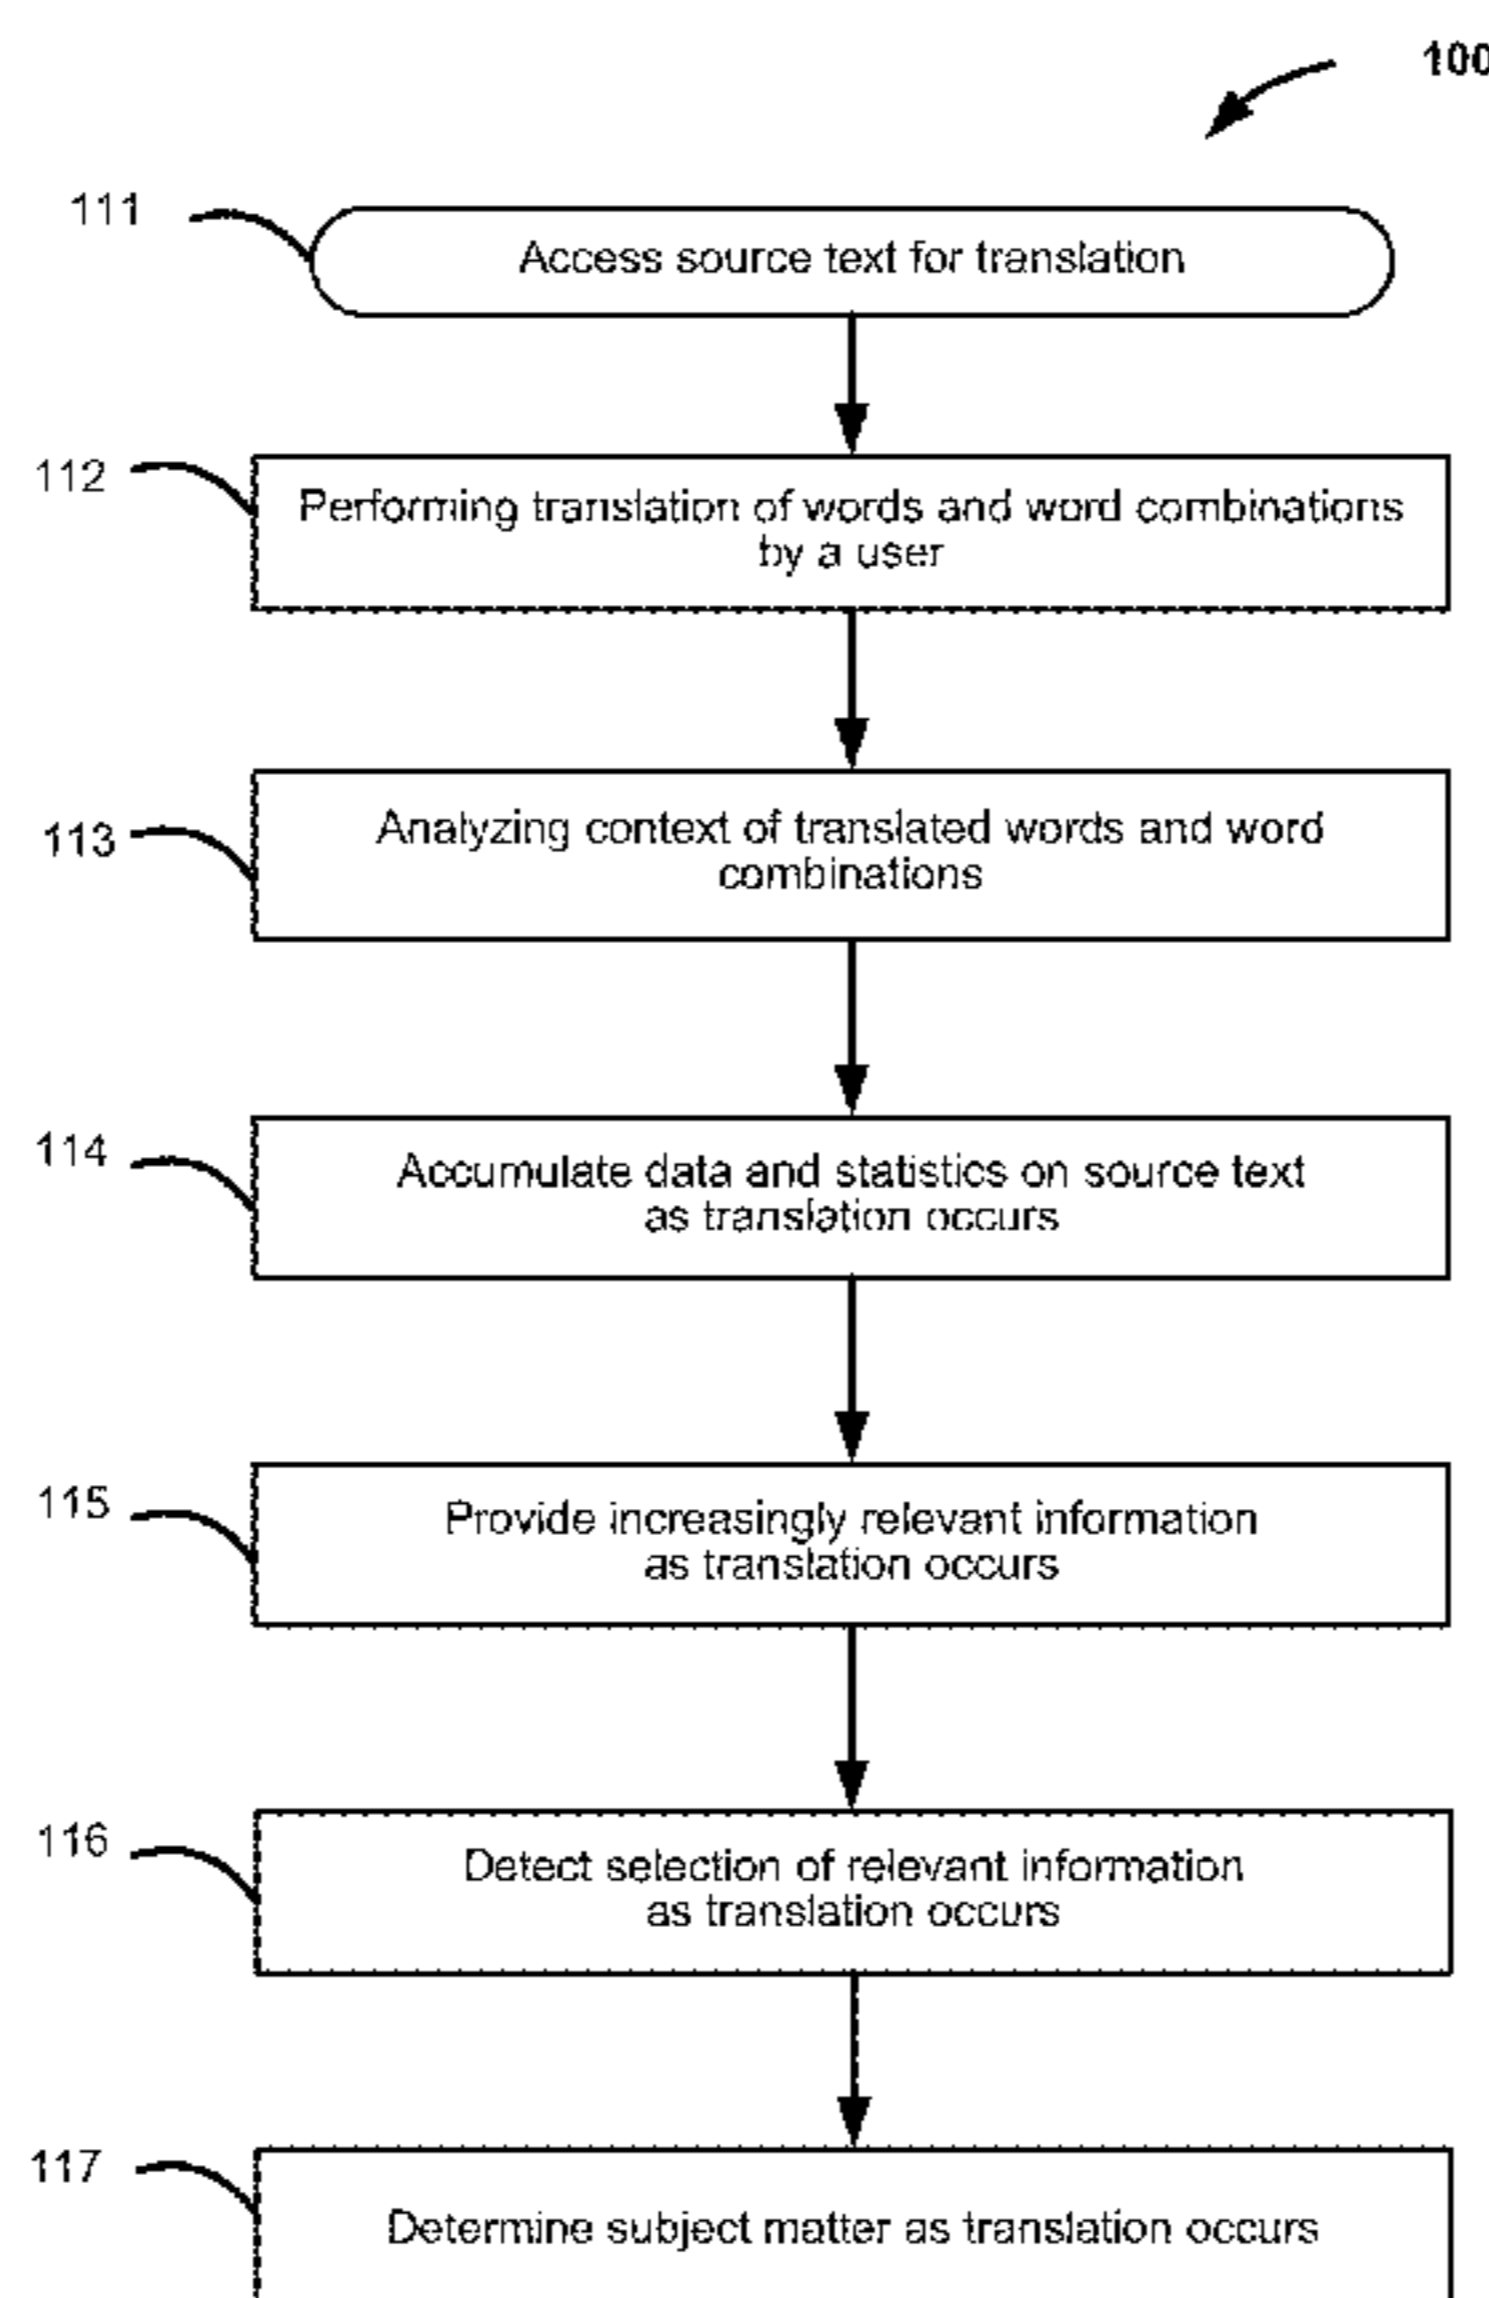 100
111
Access source text for translation
112
Performing translation of words and word combinations
by a user
113
Analyzing context of translated words and word
combinations
114
Accumulate data and statistics on source text
as translation occurs
115
Provide increasingly relevant information
as translation occurs
116
Detect selection of relevant information
as translation occurs
117
Determine subject matter as translation occurs